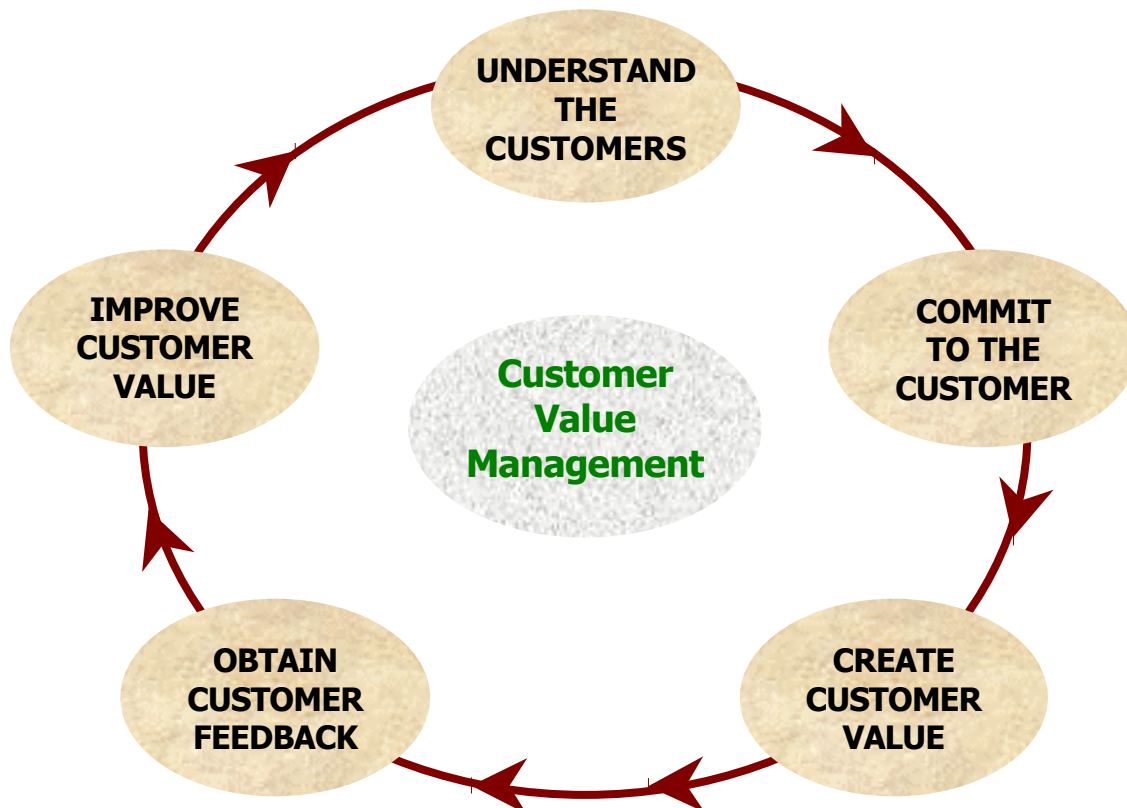 UNDERSTAND
THE
CUSTOMERS
COMMIT
TO THE
CUSTOMER
CREATE
CUSTOMER
VALUE
OBTAIN
CUSTOMER
FEEDBACK
IMPROVE
CUSTOMER
VALUE
Customer
Value
Management